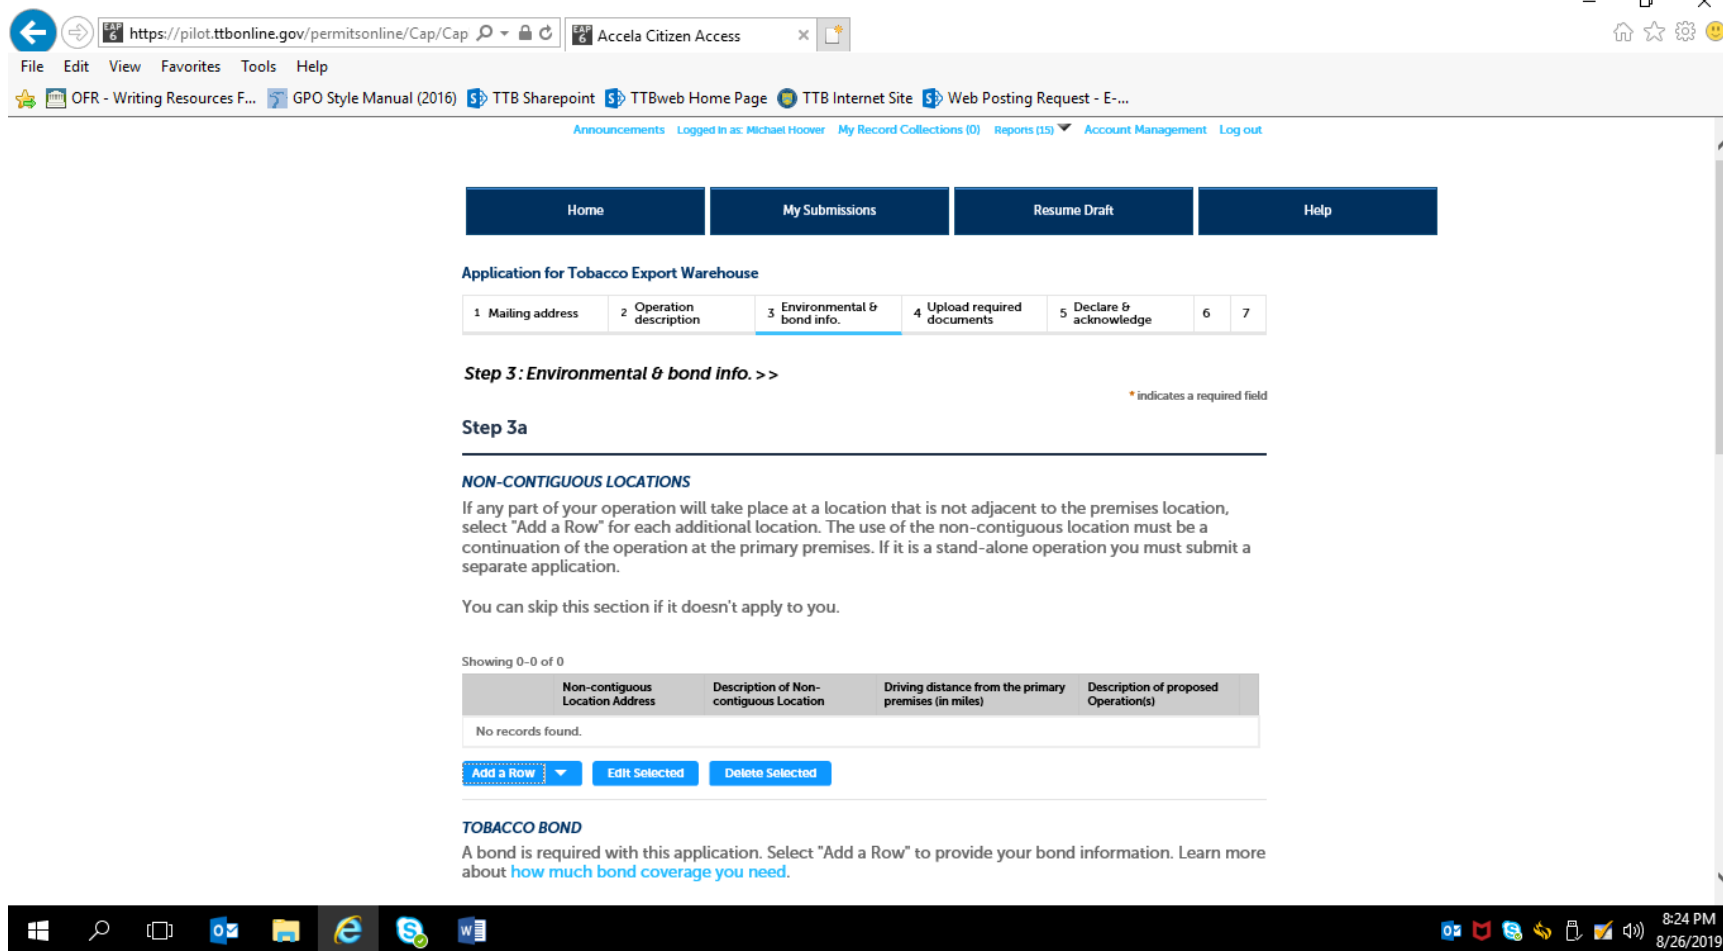 https://pilot.ttbonline.gov/permitsonline/Cap/Cap
Accela Citizen Access
File Edit View Favorites Tools Help
OFR - Writing Resources F... GPO Style Manual (2016) TTB Sharepoint TTBweb Home Page TTB Internet Site Web Posting Request - E-...
Announcements Logged in as: Michael Hoover My Record Collections (0) Reports (15) Account Management Log out
Home My Submissions Resume Draft Help
Application for Tobacco Export Warehouse
1 Mailing address 2 Operation description 3 Environmental & bond info. 4 Upload required documents 5 Declare & acknowledge 6 7
Step 3: Environmental & bond info. >>
* indicates a required field
Step 3a
NON-CONTIGUOUS LOCATIONS
If any part of your operation will take place at a location that is not adjacent to the premises location,
select "Add a Row" for each additional location. The use of the non-contiguous location must be a
continuation of the operation at the primary premises. If it is a stand-alone operation you must submit a
separate application.
You can skip this section if it doesn't apply to you.
Showing 0-0 of 0
Non-contiguous Location Address Description of Non-contiguous Location Driving distance from the primary premises (in miles) Description of proposed Operation(s)
No records found.
Add a Row Edit Selected Delete Selected
TOBACCO BOND
A bond is required with this application. Select "Add a Row" to provide your bond information. Learn more
about how much bond coverage you need.
8:24 PM
8/26/2019